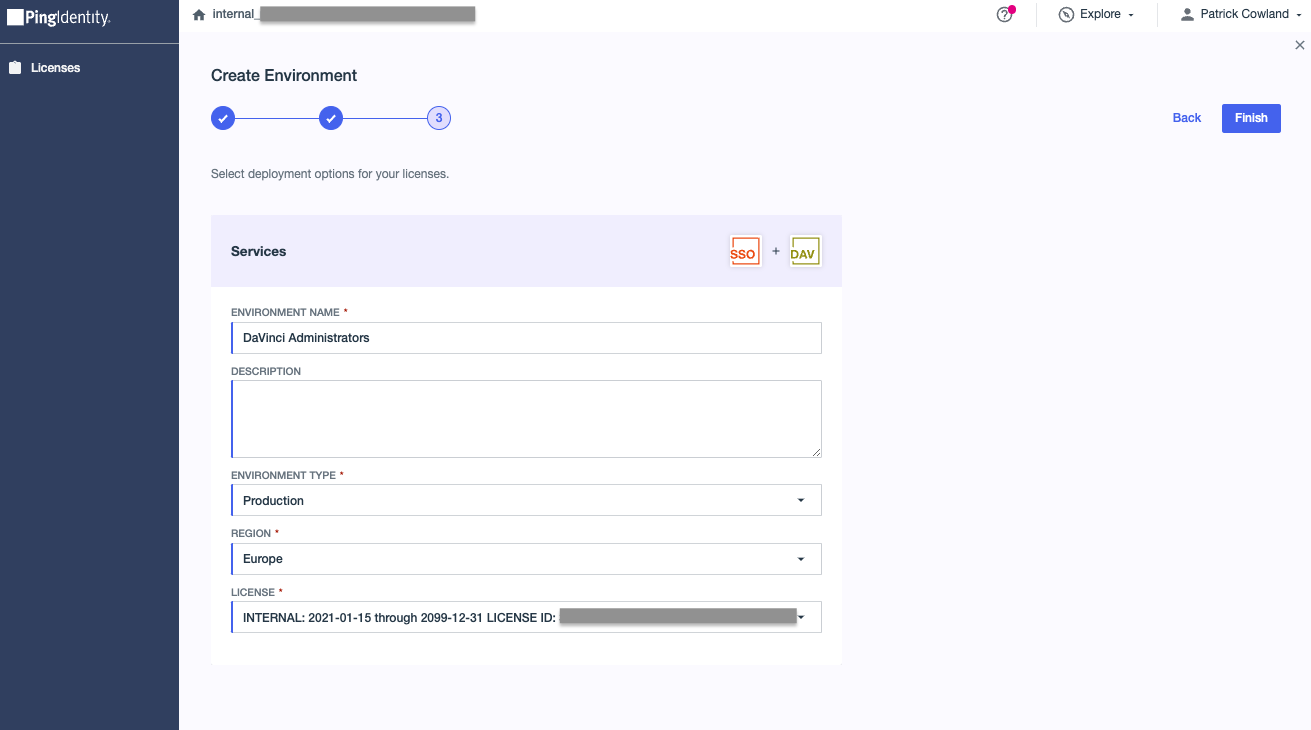 PingIdentity.
internal_
Explore
Patrick Cowland
Licenses
Create Environment
3
Back
Finish
Select deployment options for your licenses.
Services
SSO + DAV
ENVIRONMENT NAME *
DaVinci Administrators
DESCRIPTION
ENVIRONMENT TYPE *
Production
REGION *
Europe
LICENSE *
INTERNAL: 2021-01-15 through 2099-12-31 LICENSE ID: